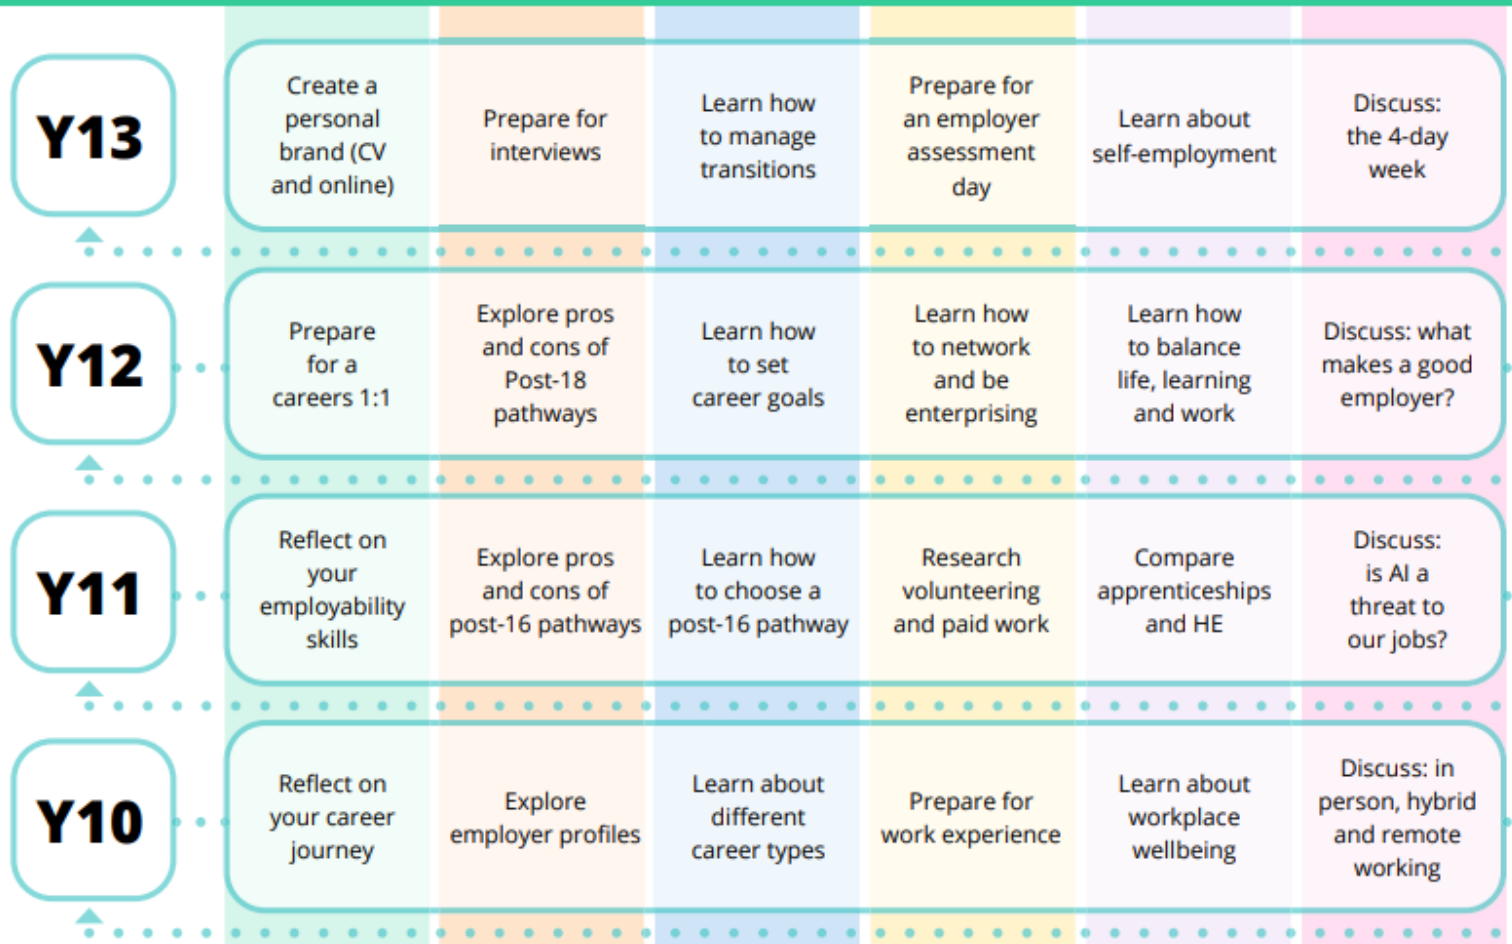 Y13
Create a
personal
brand (CV
and online)
Prepare for
interviews
Learn how
to manage
transitions
Prepare for
an employer
assessment
day
Learn about
self-employment
Discuss:
the 4-day
week
Y12
Prepare
for a
careers 1:1
Explore pros
and cons of
Post-18
pathways
Learn how
to set
career goals
Learn how
to network
and be
enterprising
Learn how
to balance
life, learning
and work
Discuss: what
makes a good
employer?
Y11
Reflect on
your
employability
skills
Explore pros
and cons of
post-16 pathways
Learn how
to choose a
post-16 pathway
Research
volunteering
and paid work
Compare
apprenticeships
and HE
Discuss:
is AI a
threat to
our jobs?
Y10
Reflect on
your career
journey
Explore
employer profiles
Learn about
different
career types
Prepare for
work experience
Learn about
workplace
wellbeing
Discuss: in
person, hybrid
and remote
working